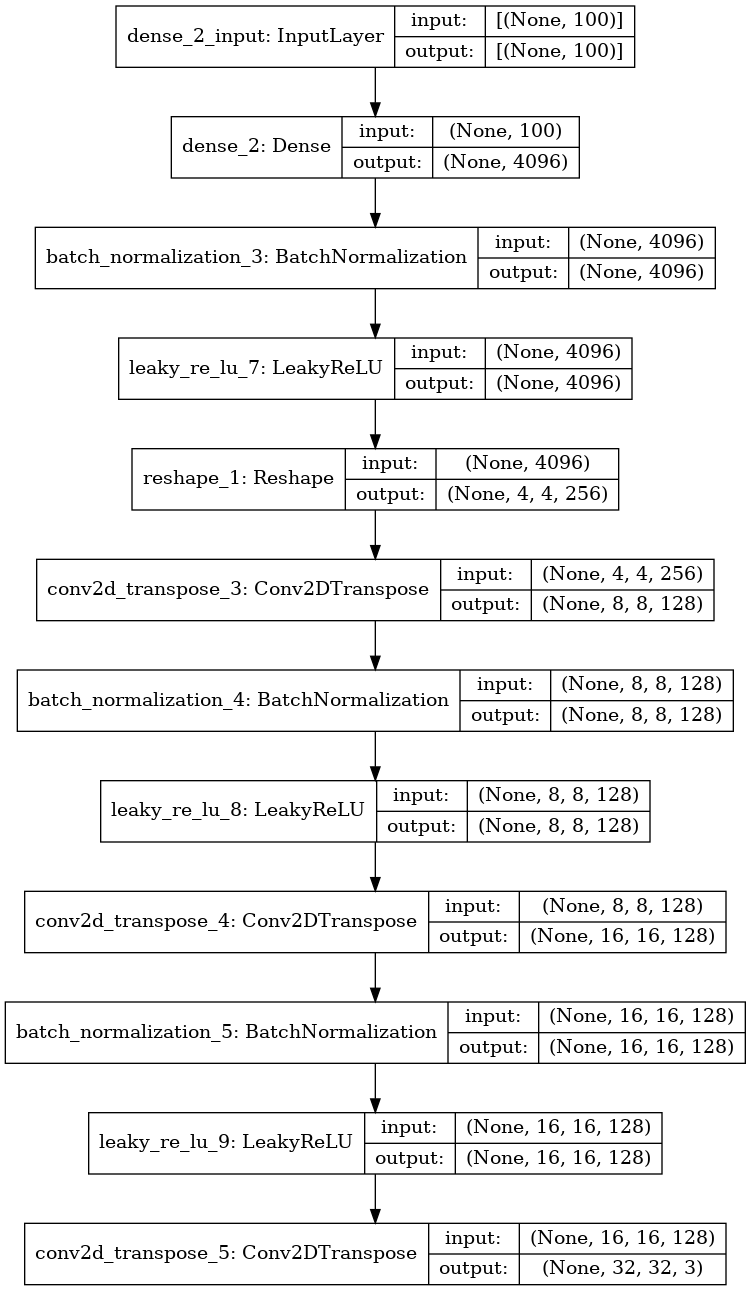 dense_2_input: InputLayer input: [(None, 100)]
output: [(None, 100)]
dense_2: Dense input: (None, 100)
output: (None, 4096)
batch_normalization_3: BatchNormalization input: (None, 4096)
output: (None, 4096)
leaky_re_lu_7: LeakyReLU input: (None, 4096)
output: (None, 4096)
reshape_1: Reshape input: (None, 4096)
output: (None, 4, 4, 256)
conv2d_transpose_3: Conv2DTranspose input: (None, 4, 4, 256)
output: (None, 8, 8, 128)
batch_normalization_4: BatchNormalization input: (None, 8, 8, 128)
output: (None, 8, 8, 128)
leaky_re_lu_8: LeakyReLU input: (None, 8, 8, 128)
output: (None, 8, 8, 128)
conv2d_transpose_4: Conv2DTranspose input: (None, 8, 8, 128)
output: (None, 16, 16, 128)
batch_normalization_5: BatchNormalization input: (None, 16, 16, 128)
output: (None, 16, 16, 128)
leaky_re_lu_9: LeakyReLU input: (None, 16, 16, 128)
output: (None, 16, 16, 128)
conv2d_transpose_5: Conv2DTranspose input: (None, 16, 16, 128)
output: (None, 32, 32, 3)